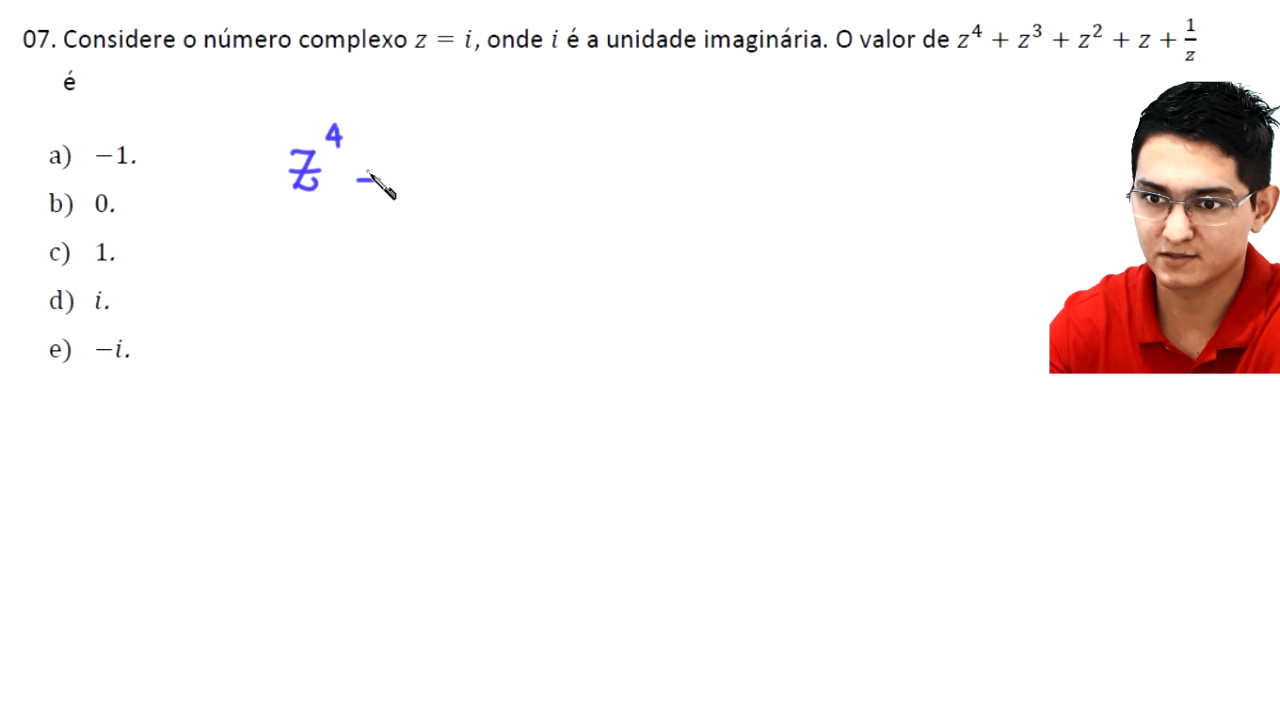 07. Considere o número complexo z = i, onde i é a unidade imaginária. O valor de z⁴ + z³ + z² + z + 1/z
é
a) −1.
b) 0.
c) 1.
d) i.
e) −i.
z⁴ -